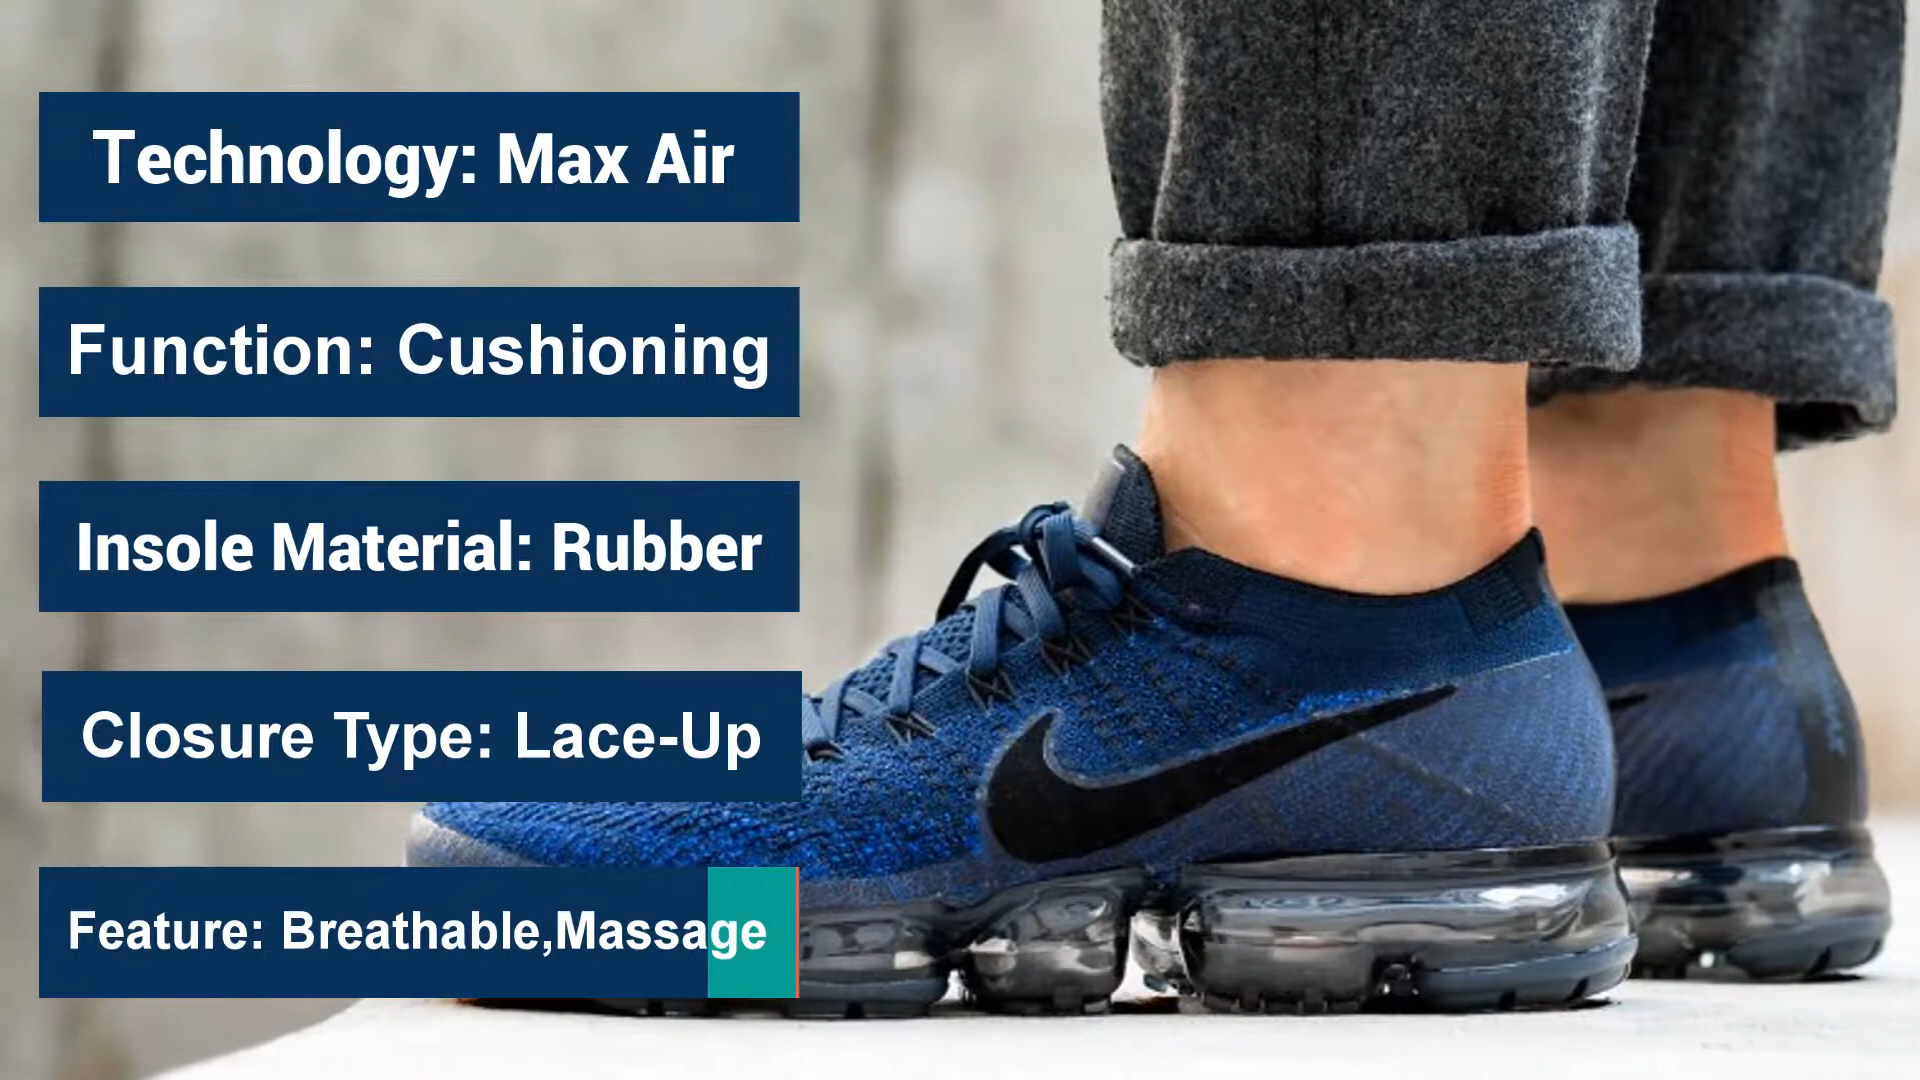 Technology: Max Air
Function: Cushioning
Insole Material: Rubber
Closure Type: Lace-Up
Feature: Breathable,Massage